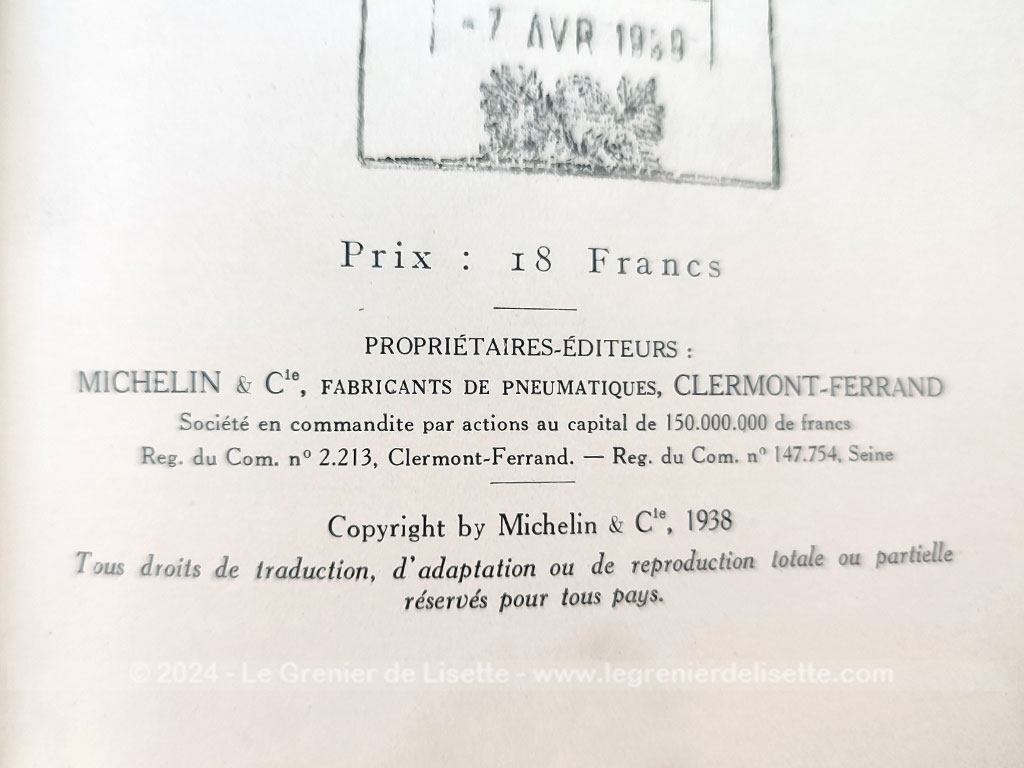 -7 AVR 1939
Prix : 18 Francs
PROPRIÉTAIRES-ÉDITEURS :
MICHELIN & Cie, FABRICANTS DE PNEUMATIQUES, CLERMONT-FERRAND
Société en commandite par actions au capital de 150.000.000 de francs
Reg. du Com. nº 2.213, Clermont-Ferrand. — Reg. du Com. nº 147.754, Seine
Copyright by Michelin & Cie, 1938
Tous droits de traduction, d'adaptation ou de reproduction totale ou partielle
réservés pour tous pays.
© 2024 - Le Grenier de Lisette - www.legrenierdelisette.com